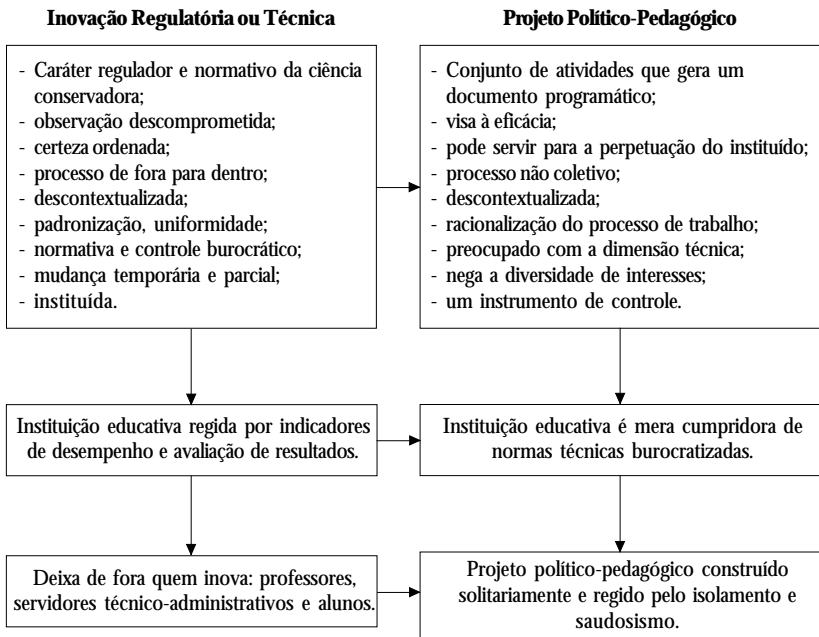 Inovação Regulatória ou Técnica
- Caráter regulador e normativo da ciência
conservadora;
- observação descomprometida;
- certeza ordenada;
- processo de fora para dentro;
- descontextualizada;
- padronização, uniformidade;
- normativa e controle burocrático;
- mudança temporária e parcial;
- instituída.
Projeto Político-Pedagógico
- Conjunto de atividades que gera um
documento programático;
- visa à eficácia;
- pode servir para a perpetuação do instituído;
- processo não coletivo;
- descontextualizada;
- racionalização do processo de trabalho;
- preocupado com a dimensão técnica;
- nega a diversidade de interesses;
- um instrumento de controle.
Instituição educativa regida por indicadores
de desempenho e avaliação de resultados.
Instituição educativa é mera cumpridora de
normas técnicas burocratizadas.
Deixa de fora quem inova: professores,
servidores técnico-administrativos e alunos.
Projeto político-pedagógico construído
solitariamente e regido pelo isolamento e
saudosismo.